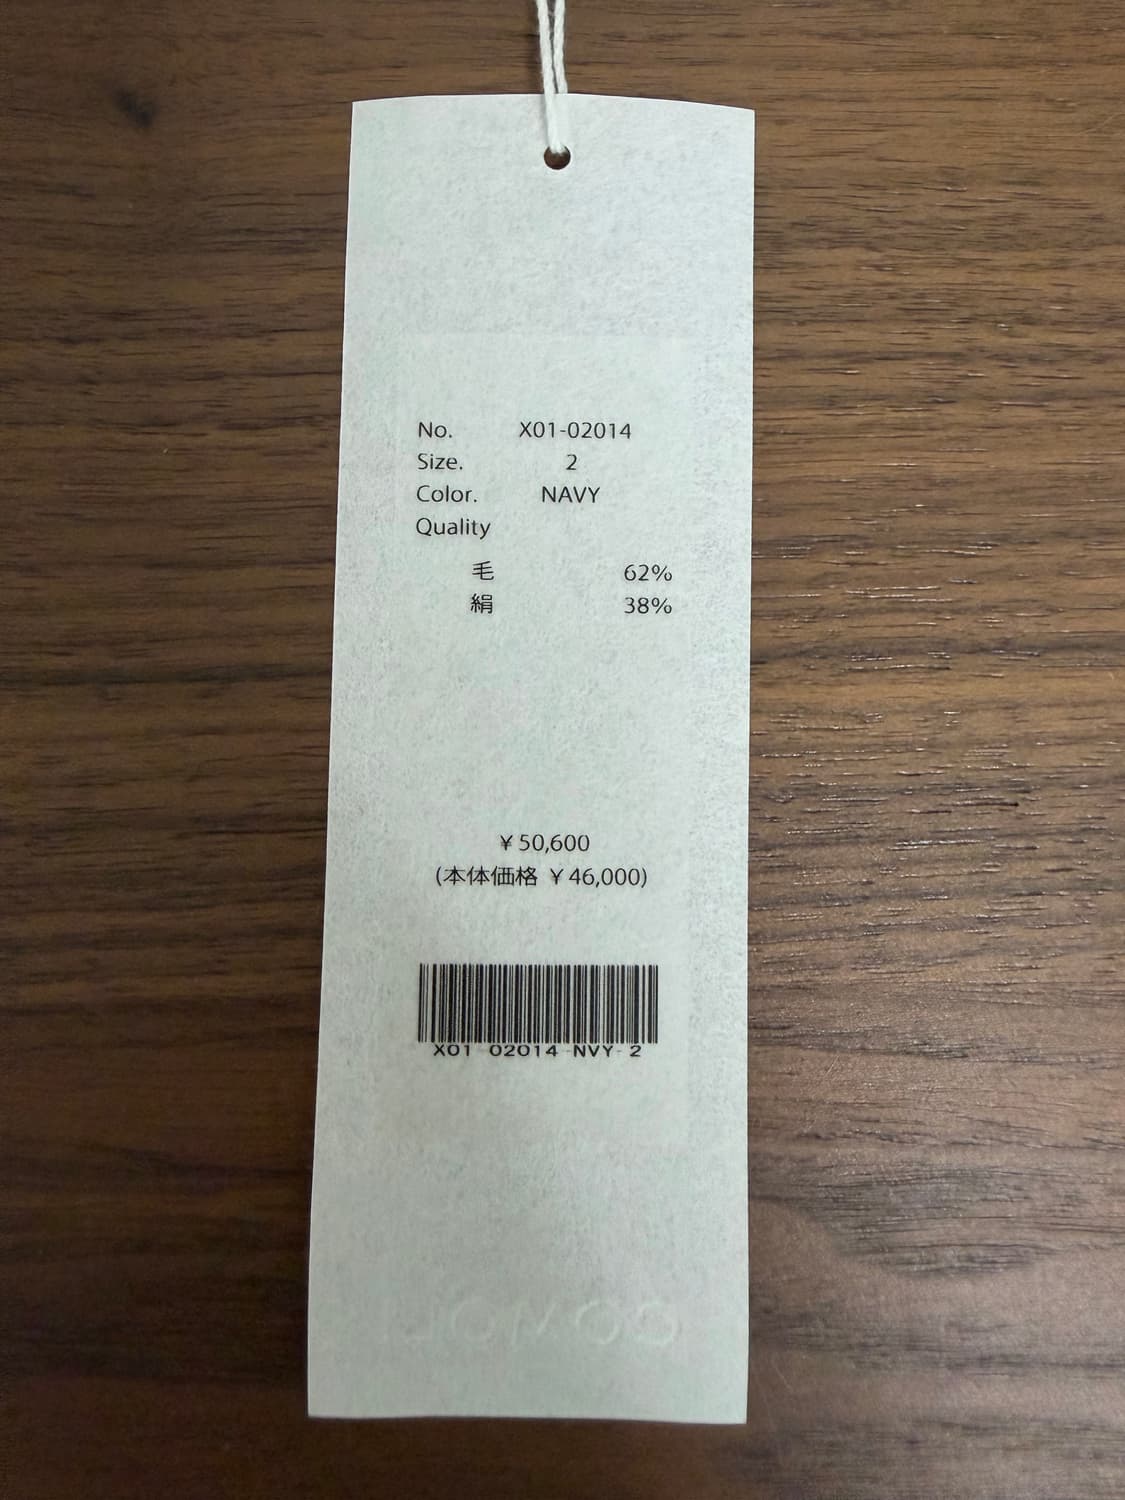 No. X01-02014
Size. 2
Color. NAVY
Quality
毛 62%
絹 38%
¥50,600
(本体価格 ¥46,000)
X01-02014-NVY-2
COMOLI